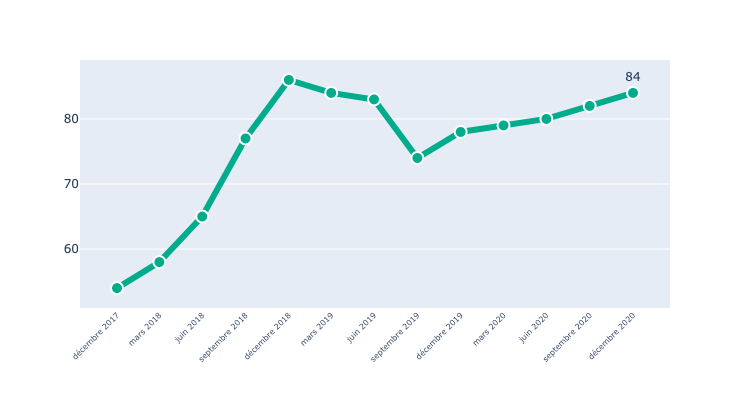 84
80
70
60
décembre 2017
mars 2018
juin 2018
septembre 2018
décembre 2018
mars 2019
juin 2019
septembre 2019
décembre 2019
mars 2020
juin 2020
septembre 2020
décembre 2020